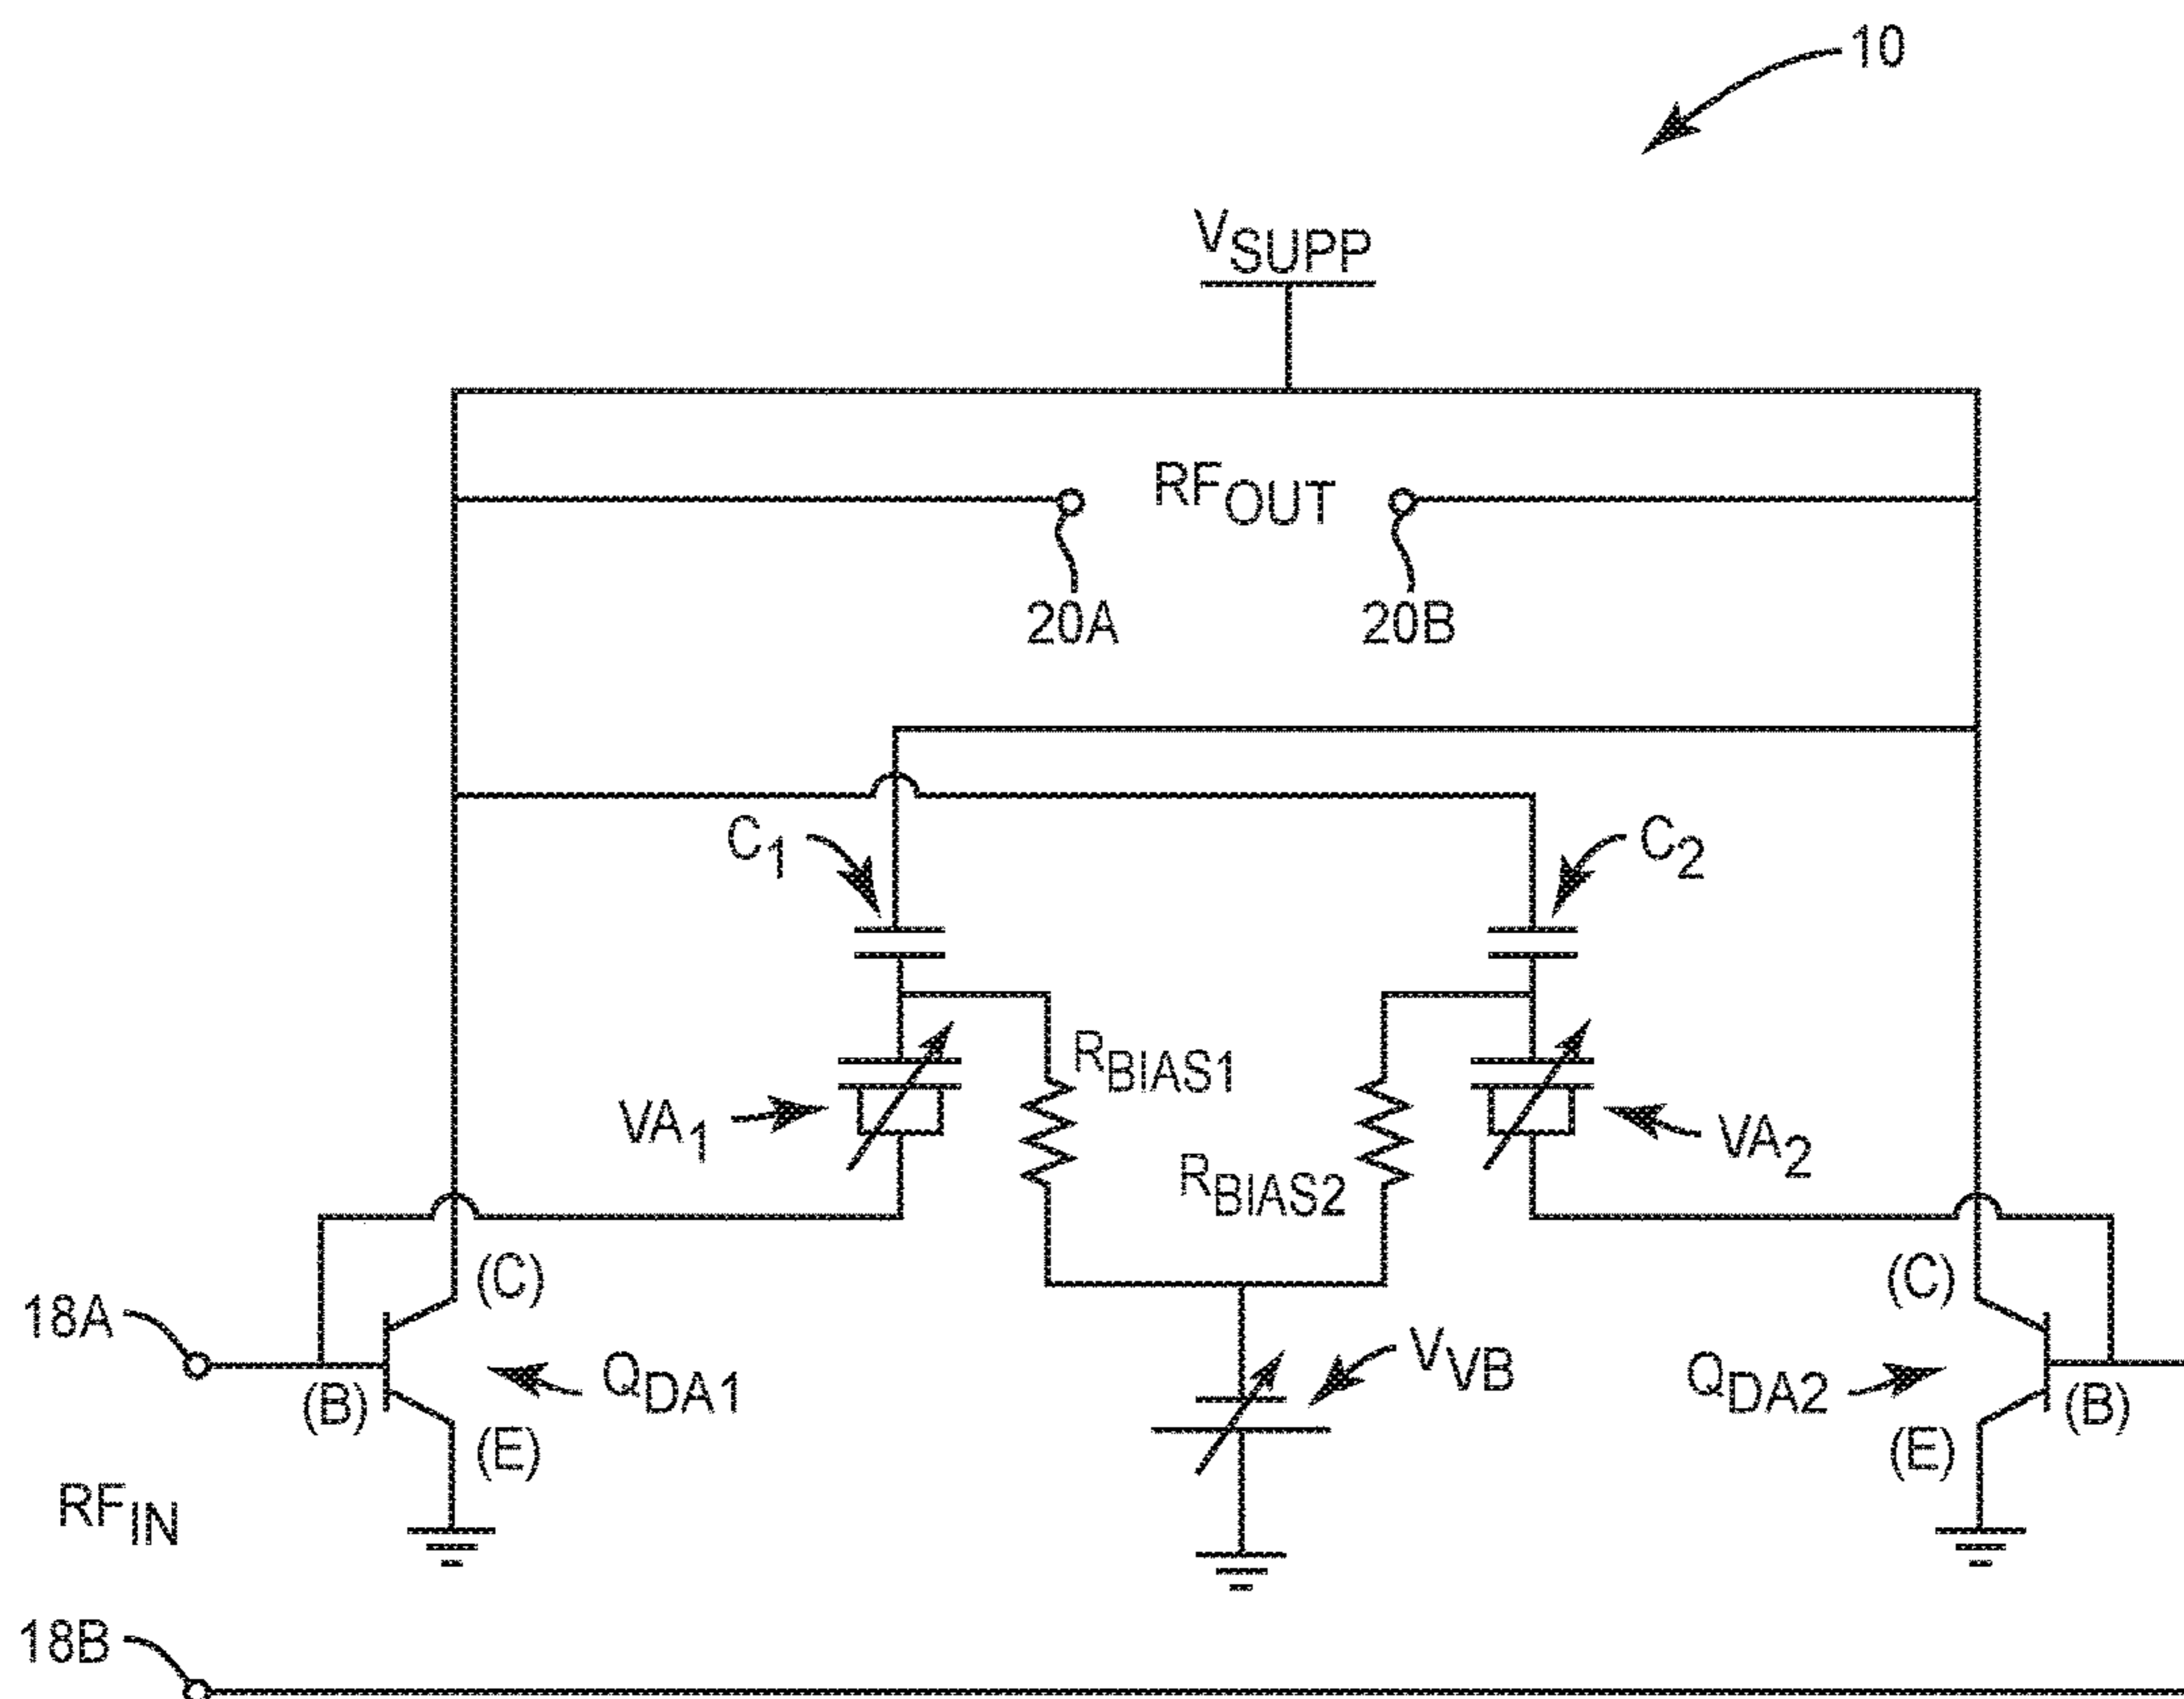 10
VSUPP
RFOUT
20A
20B
C1
C2
RBIAS1
VA1
VA2
RBIAS2
(C)
(C)
18A
VVB
QDA1
QDA2
(B)
(B)
(E)
(E)
RFIN
18B